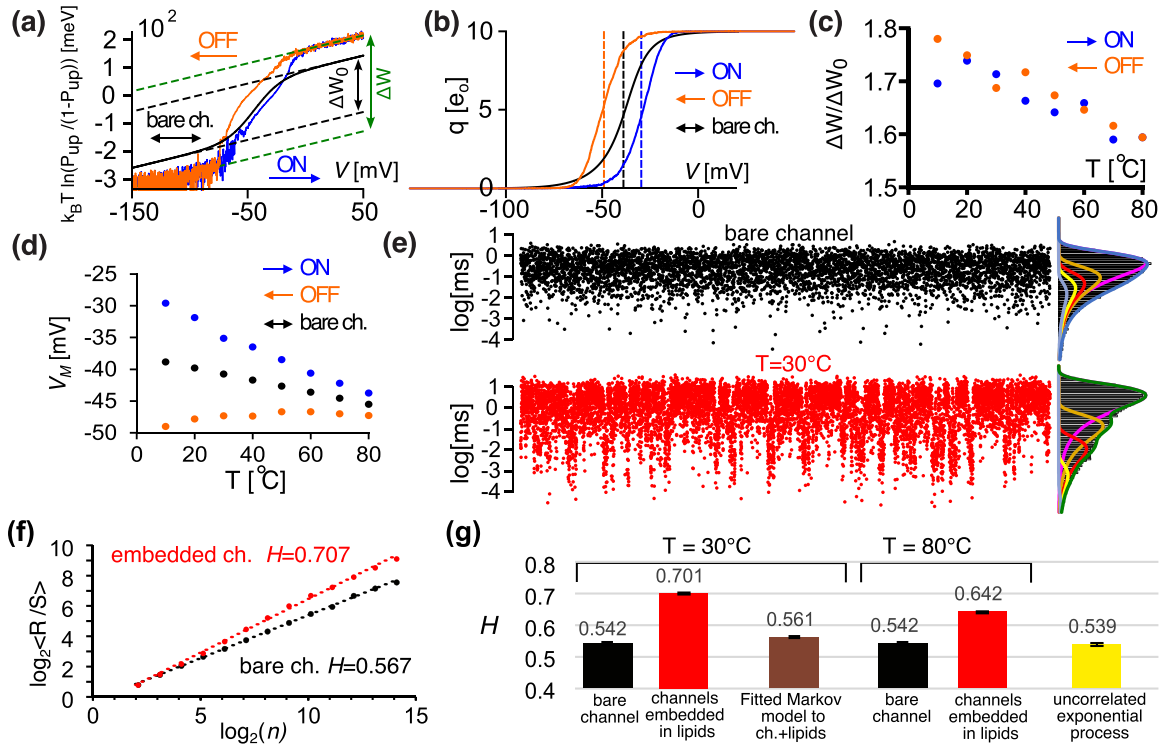 (a)
10²
k_B T ln(P_up/(1-P_up)) [meV]
2
1
0
-1
-2
-3
OFF
bare ch.
ΔW₀
ΔW
ON
V [mV]
-150
-50
50
(b)
q [e₀]
10
5
0
ON
OFF
bare ch.
V [mV]
-100
-50
0
(c)
ΔW/ΔW₀
1.8
1.7
1.6
1.5
ON
OFF
T [°C]
0
20
40
60
80
(d)
V_M [mV]
-25
-30
-35
-40
-45
-50
ON
OFF
bare ch.
0
20
40
60
80
T [°C]
(e)
bare channel
log[ms]
1
0
-1
-2
-3
-4
T=30°C
log[ms]
1
0
-1
-2
-3
-4
(f)
log₂<R/S>
10
8
6
4
2
0
embedded ch. H=0.707
bare ch. H=0.567
0
5
10
15
log₂(n)
(g)
T = 30°C
T = 80°C
H
0.8
0.7
0.6
0.5
0.4
0.542
0.701
0.561
0.542
0.642
0.539
bare
channel
channels
embedded
in lipids
Fitted Markov
model to
ch.+lipids
bare
channel
channels
embedded
in lipids
uncorrelated
exponential
process